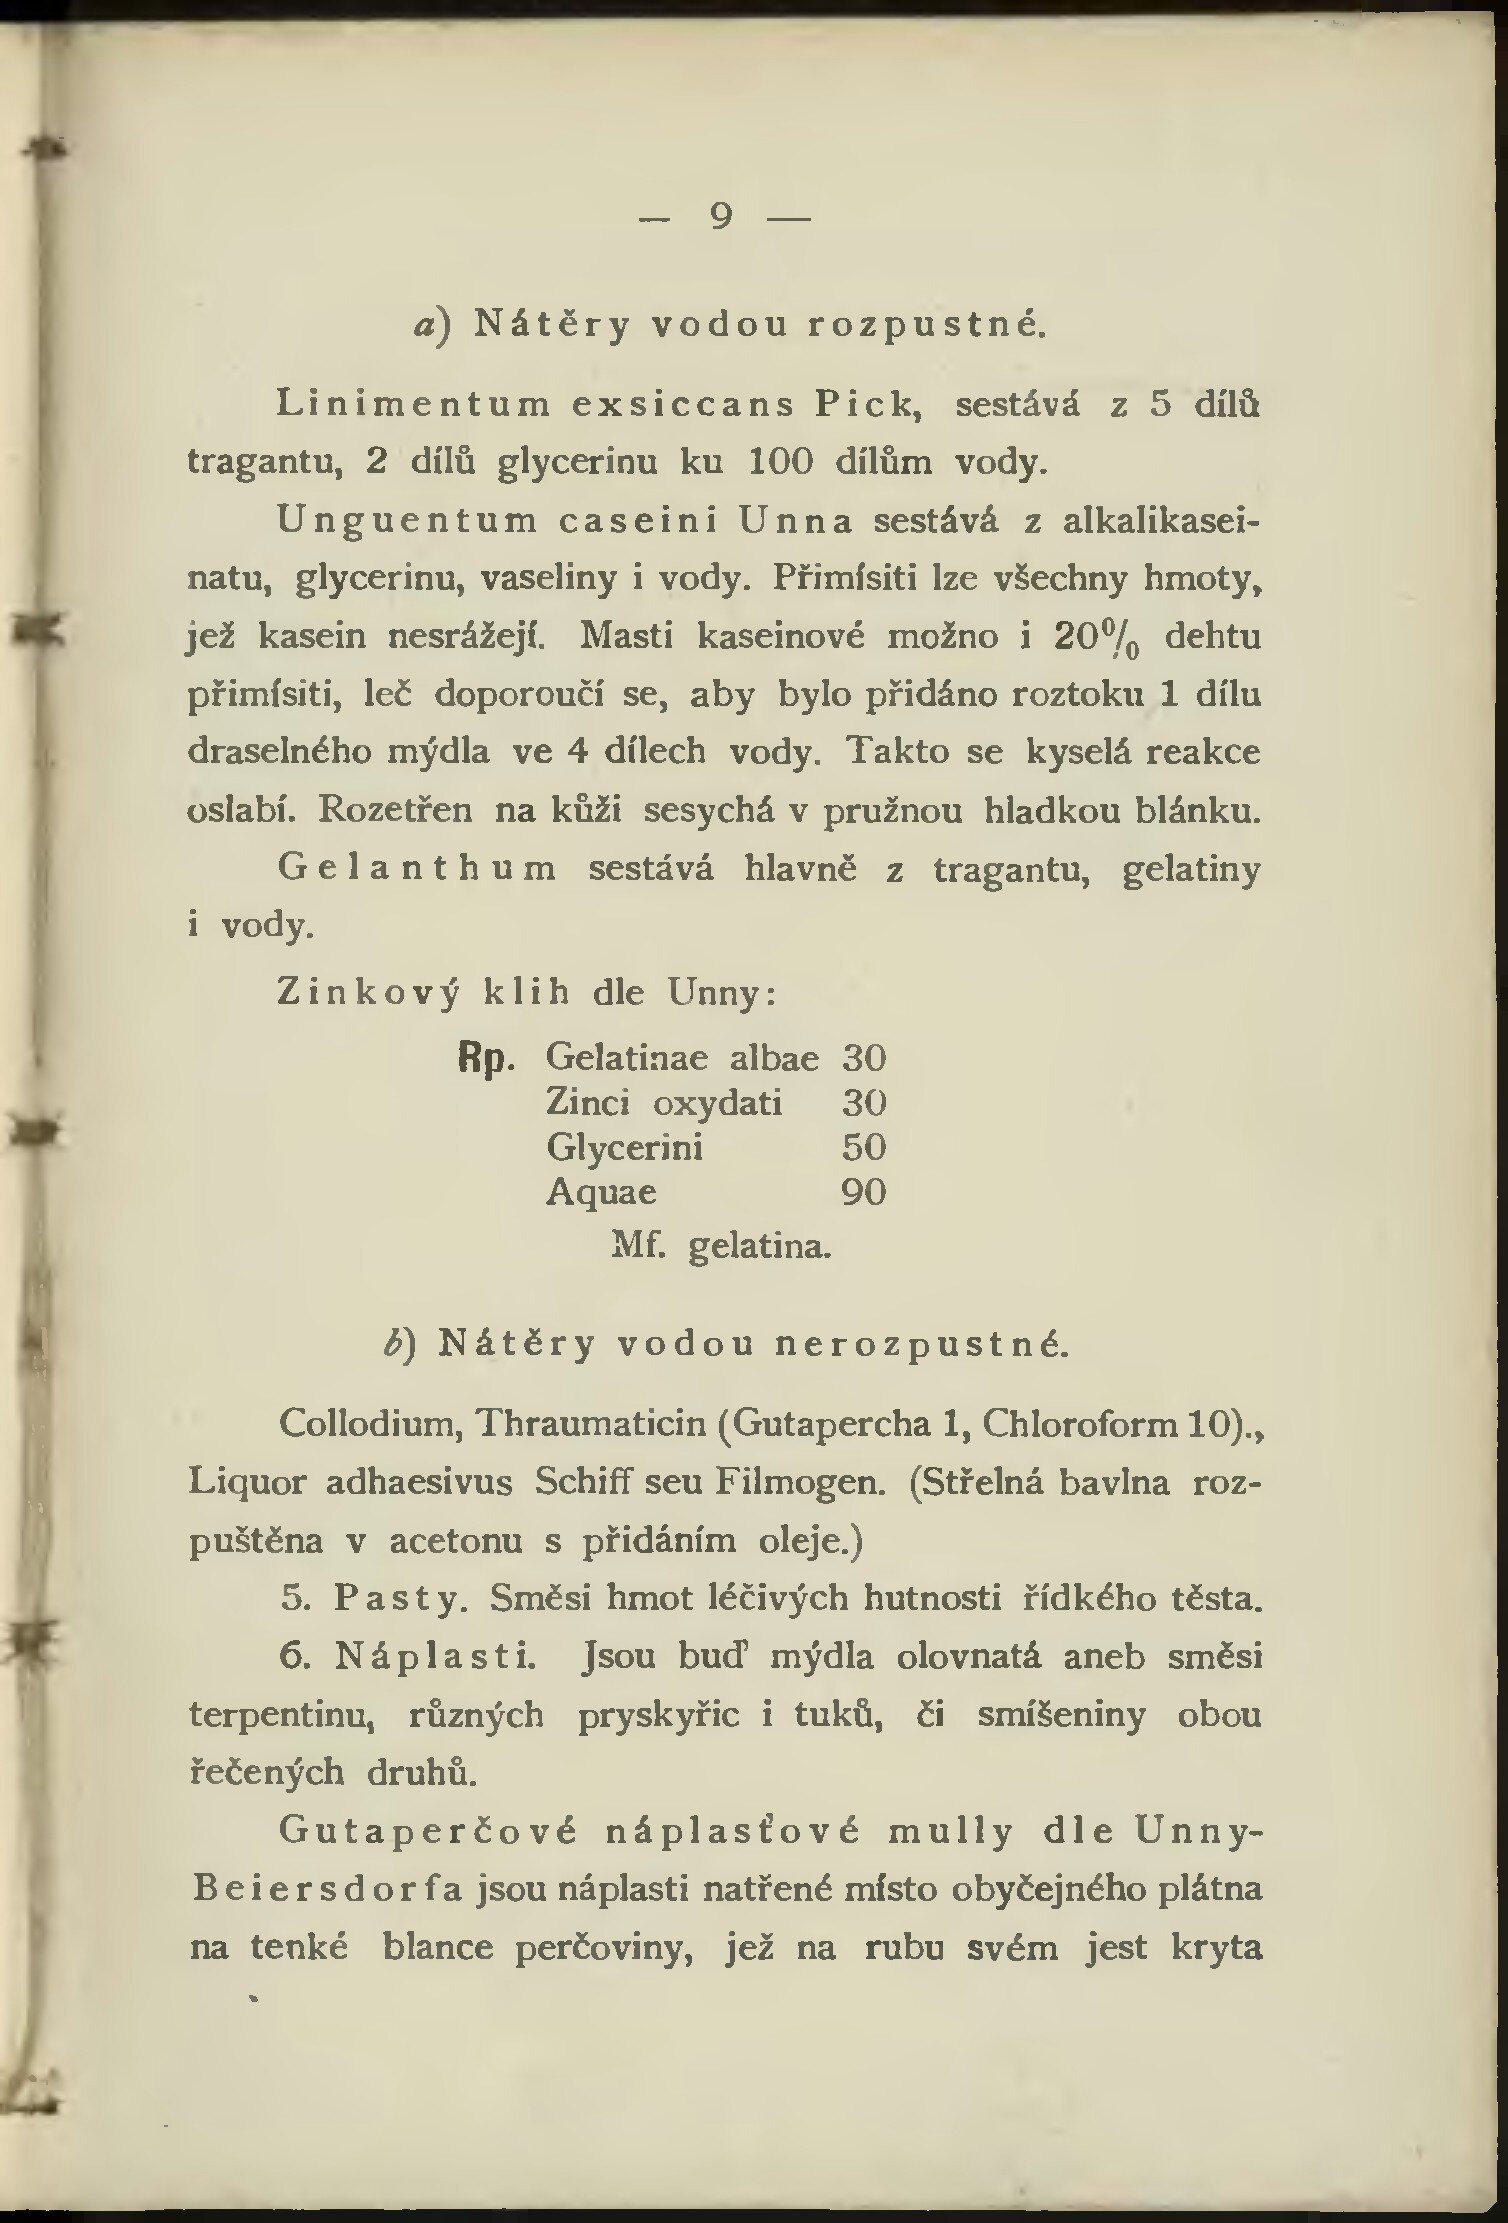 — 9 —
a) Nátěry vodou rozpustné.
Linimentum exsiccans Pick, sestává z 5 dílů
tragantu, 2 dílů glycerinu ku 100 dílům vody.
Unguentum caseini Unna sestává z alkalikasei-
natu, glycerinu, vaseliny i vody. Přimísiti lze všechny hmoty,
jež kasein nesrážejí. Masti kaseinové možno i 20% dehtu
přimísiti, leč doporoučí se, aby bylo přidáno roztoku 1 dílu
draselného mýdla ve 4 dílech vody. Takto se kyselá reakce
oslabí. Rozetřen na kůži sesychá v pružnou hladkou blánku.
Gelanthum sestává hlavně z tragantu, gelatiny
i vody.
Zinkový klih dle Unny:
Rp. Gelatinae albae 30
Zinci oxydati 30
Glycerini 50
Aquae 90
Mf. gelatina.
b) Nátěry vodou nerozpustné.
Collodium, Thraumaticin (Gutapercha 1, Chloroform 10).,
Liquor adhaesivus Schiff seu Filmogen. (Střelná bavlna roz-
puštěna v acetonu s přidáním oleje.)
5. Pasty. Směsi hmot léčivých hutnosti řídkého těsta.
6. Náplasti. Jsou buď mýdla olovnatá aneb směsi
terpentinu, různých pryskyřic i tuků, či smíšeniny obou
řečených druhů.
Gutaperčové náplasťové mully dle Unny-
Beiersdorfa jsou náplasti natřené místo obyčejného plátna
na tenké blance perčoviny, jež na rubu svém jest kryta